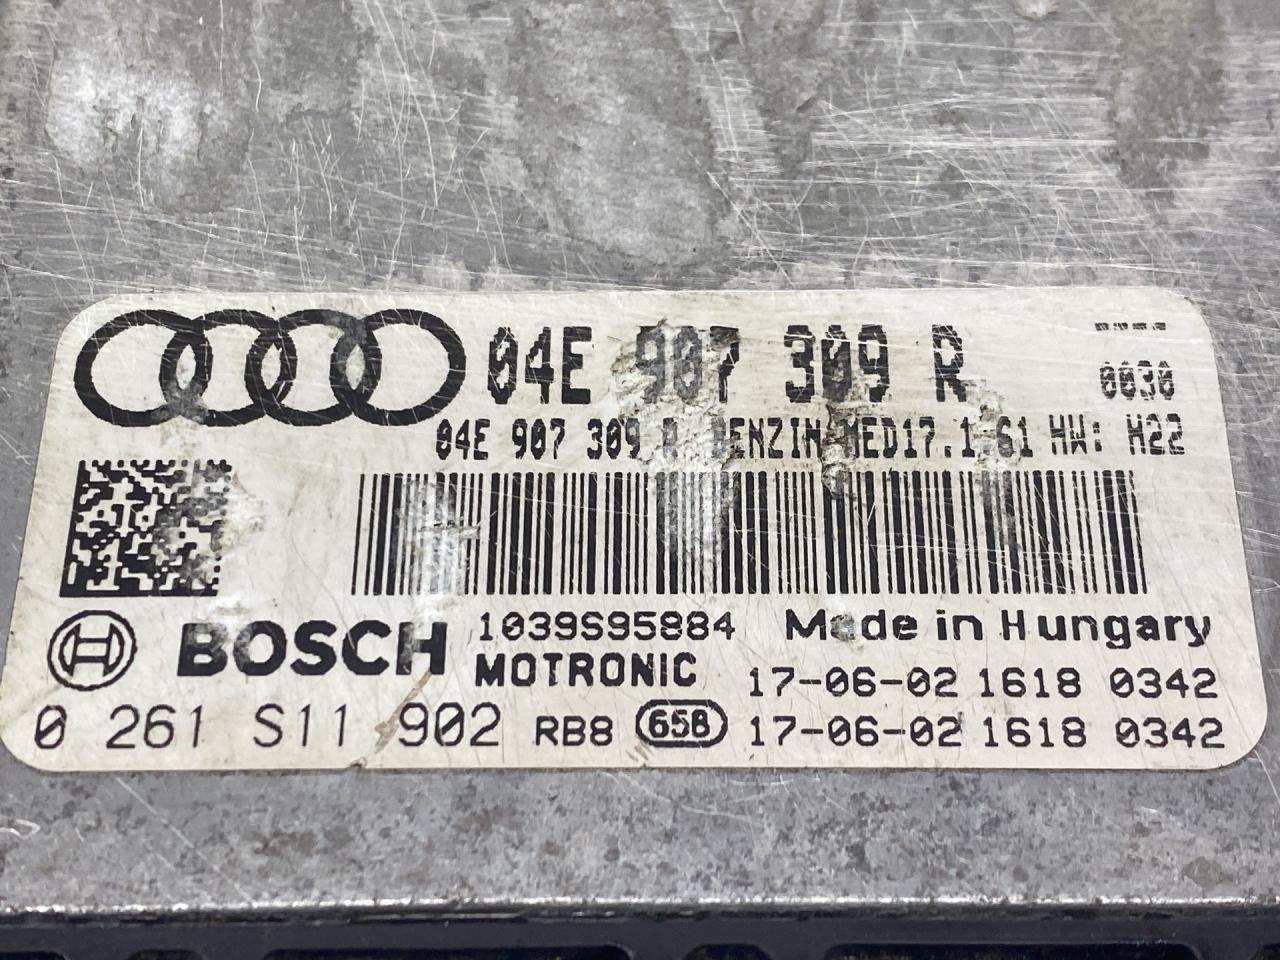 04E 907 309 R
----
0030
04E 907 309 R BENZIN MED17.1.61 HW: H22
BOSCH
1039S95884 Made in Hungary
MOTRONIC 17-06-02 1618 0342
0 261 S11 902 RB8 658 17-06-02 1618 0342